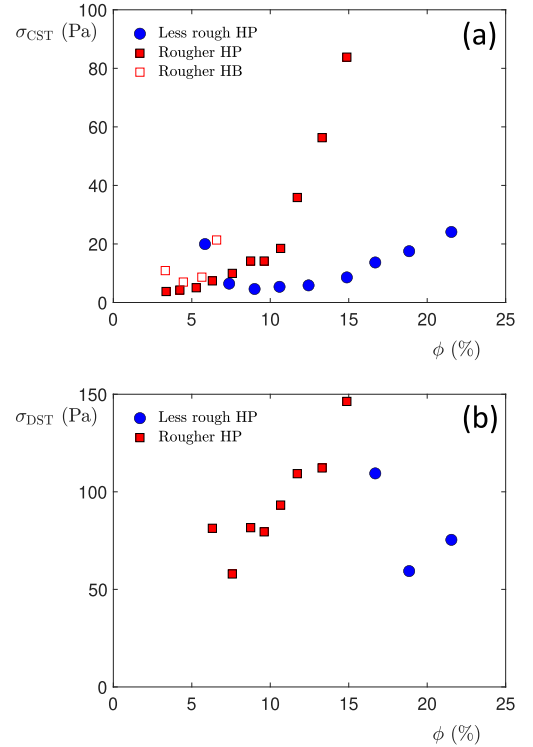 σCST (Pa)
100
80
60
40
20
0
Less rough HP
Rougher HP
Rougher HB
(a)
0 5 10 15 20 25
ϕ (%)
σDST (Pa)
150
100
50
0
Less rough HP
Rougher HP
(b)
0 5 10 15 20 25
ϕ (%)